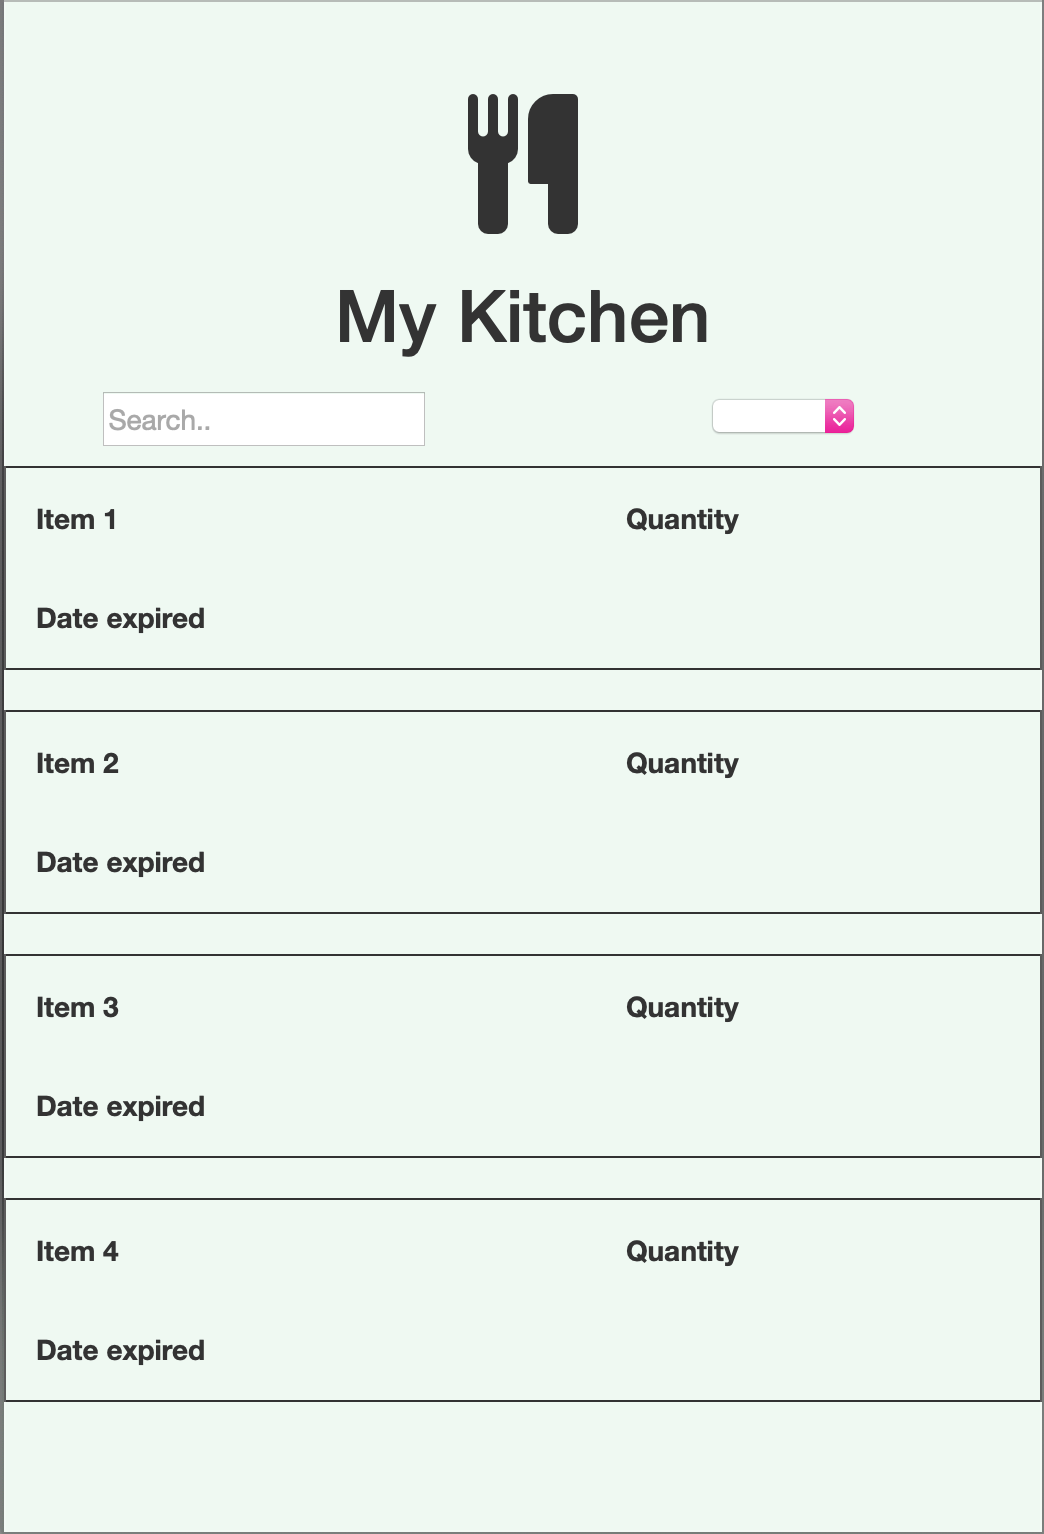 My Kitchen
Search..
Item 1 Quantity
Date expired
Item 2 Quantity
Date expired
Item 3 Quantity
Date expired
Item 4 Quantity
Date expired